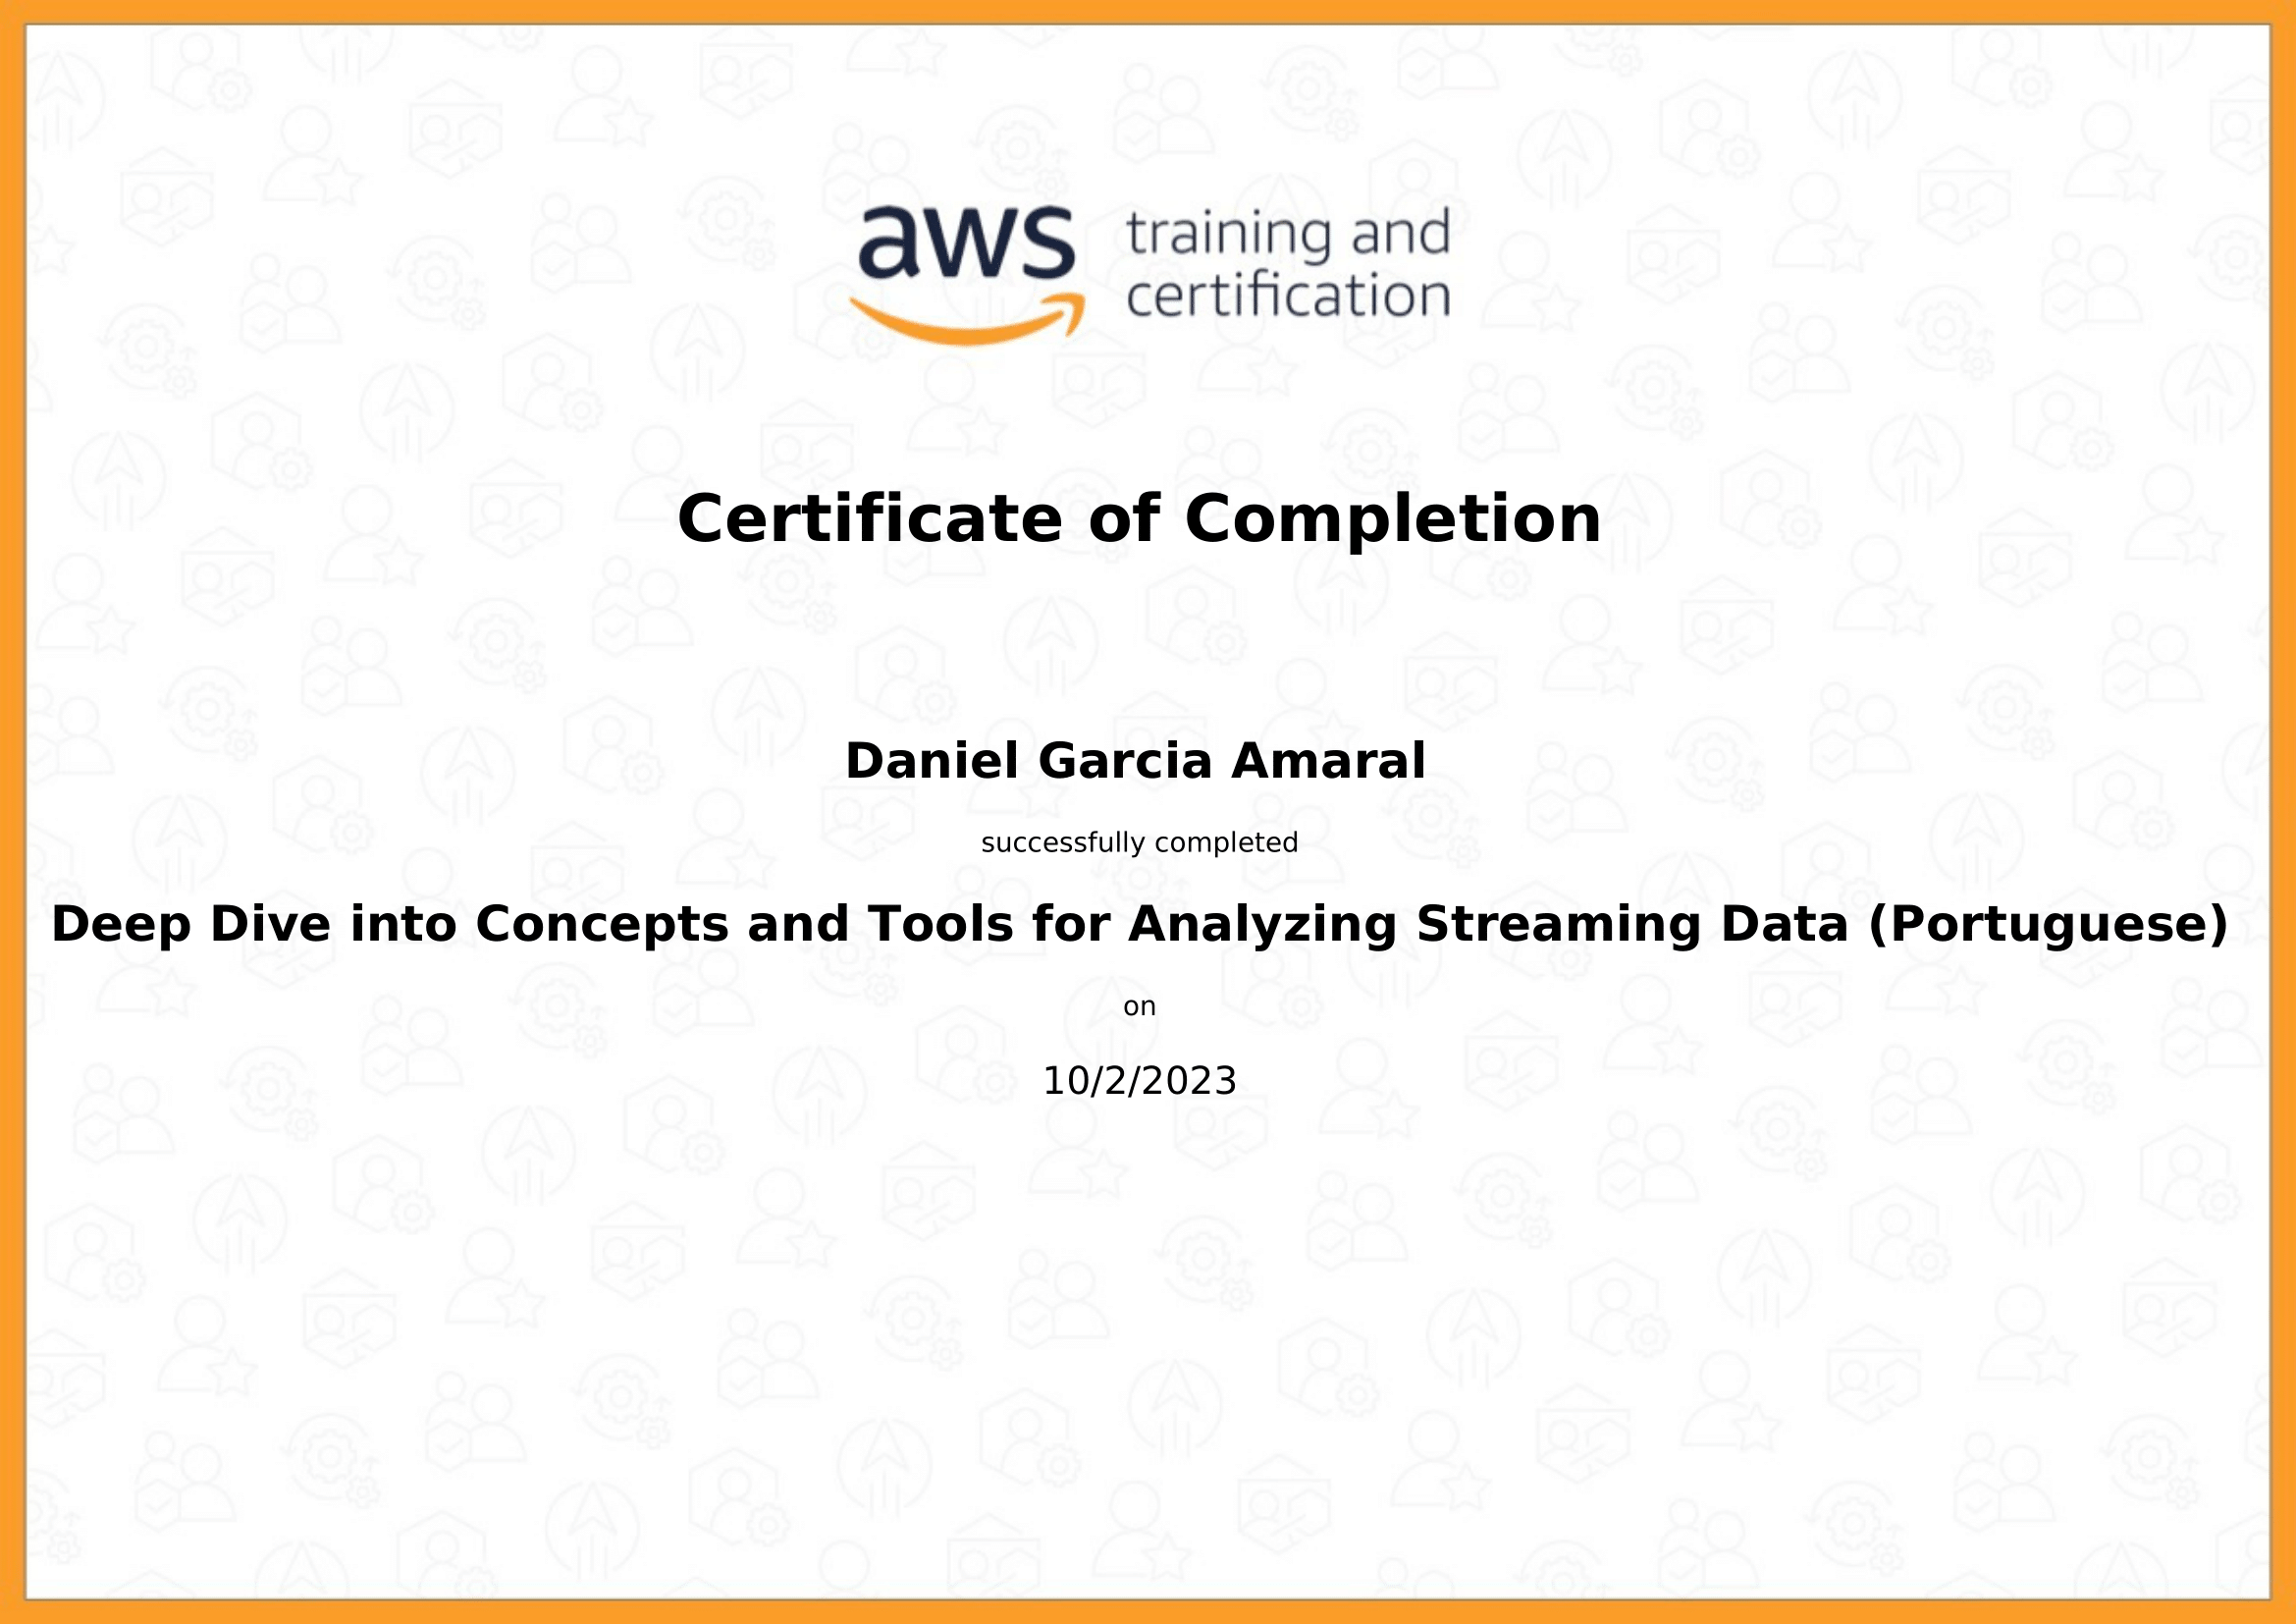 aws training and
certification
Certificate of Completion
Daniel Garcia Amaral
successfully completed
Deep Dive into Concepts and Tools for Analyzing Streaming Data (Portuguese)
on
10/2/2023